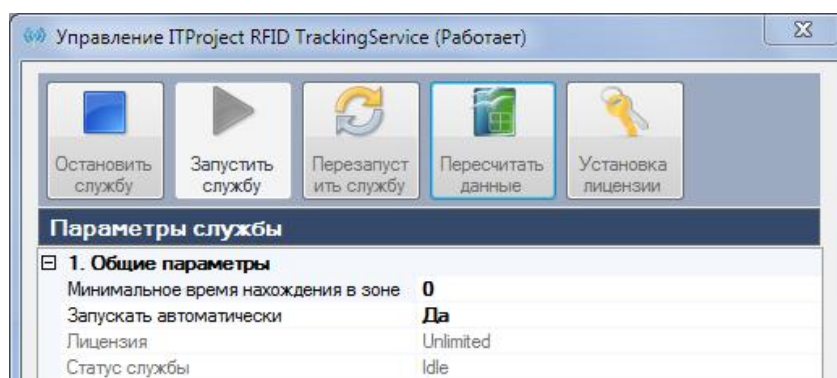 Управление ITProject RFID TrackingService (Работает)
Остановить
службу
Запустить
службу
Перезапуст
ить службу
Пересчитать
данные
Установка
лицензии
Параметры службы
1. Общие параметры
Минимальное время нахождения в зоне 0
Запускать автоматически Да
Лицензия Unlimited
Статус службы Idle